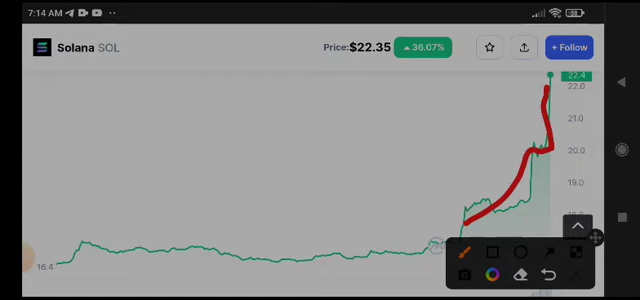 7:14 AM
Solana SOL
Price:$22.35
36.07%
+ Follow
22.4
22.0
21.0
20.0
19.0
16.4